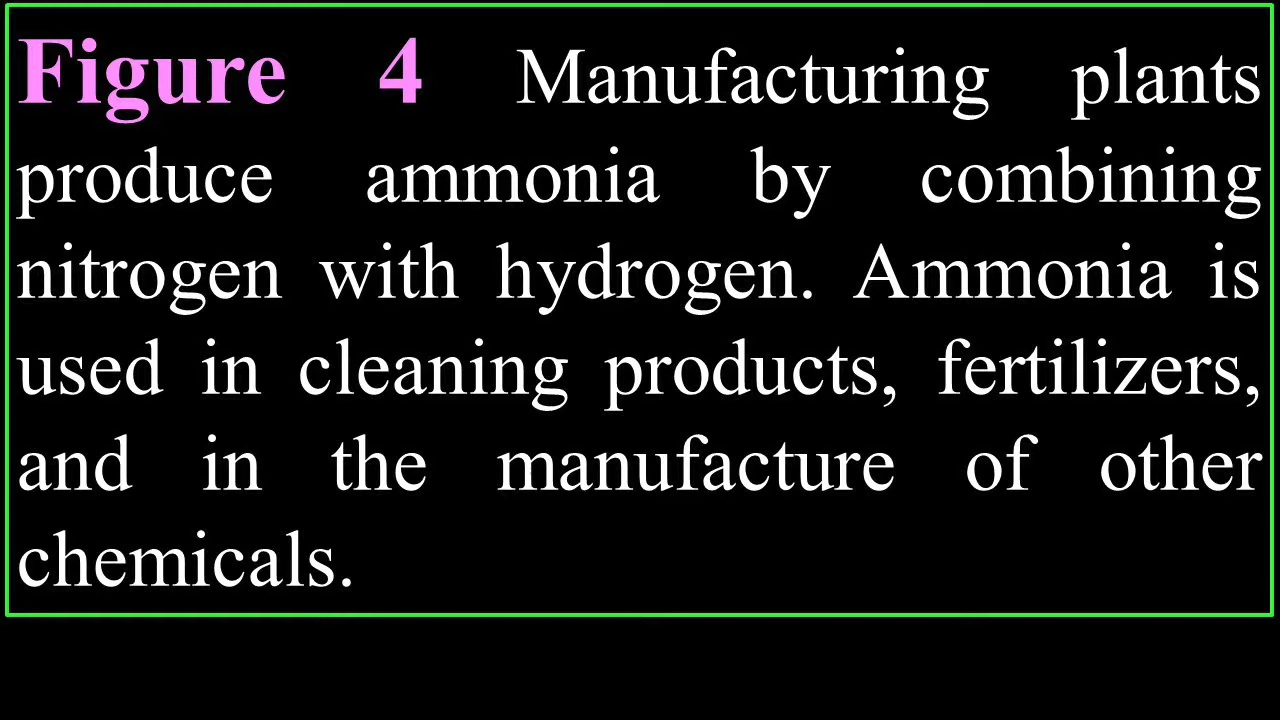 Figure 4 Manufacturing plants
produce ammonia by combining
nitrogen with hydrogen. Ammonia is
used in cleaning products, fertilizers,
and in the manufacture of other
chemicals.